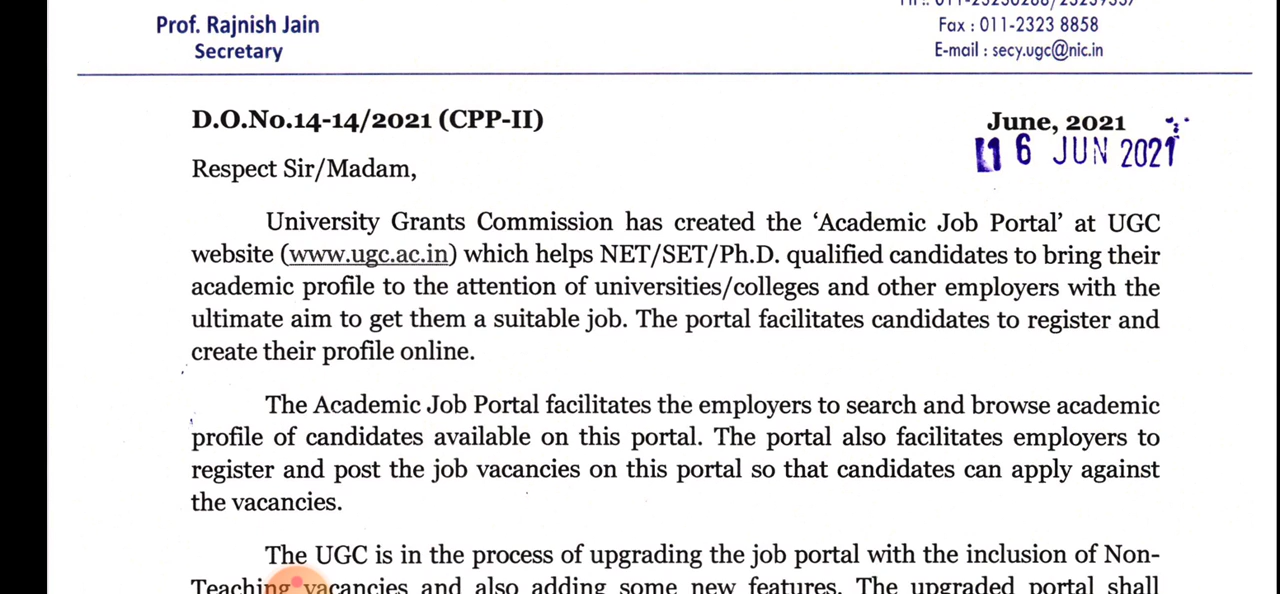 Prof. Rajnish Jain
Secretary
Fax : 011-2323 8858
E-mail : secy.ugc@nic.in
D.O.No.14-14/2021 (CPP-II)
June, 2021
16 JUN 2021
Respect Sir/Madam,
University Grants Commission has created the ‘Academic Job Portal’ at UGC
website (www.ugc.ac.in) which helps NET/SET/Ph.D. qualified candidates to bring their
academic profile to the attention of universities/colleges and other employers with the
ultimate aim to get them a suitable job. The portal facilitates candidates to register and
create their profile online.
The Academic Job Portal facilitates the employers to search and browse academic
profile of candidates available on this portal. The portal also facilitates employers to
register and post the job vacancies on this portal so that candidates can apply against
the vacancies.
The UGC is in the process of upgrading the job portal with the inclusion of Non-
Teaching vacancies and also adding some new features. The upgraded portal shall